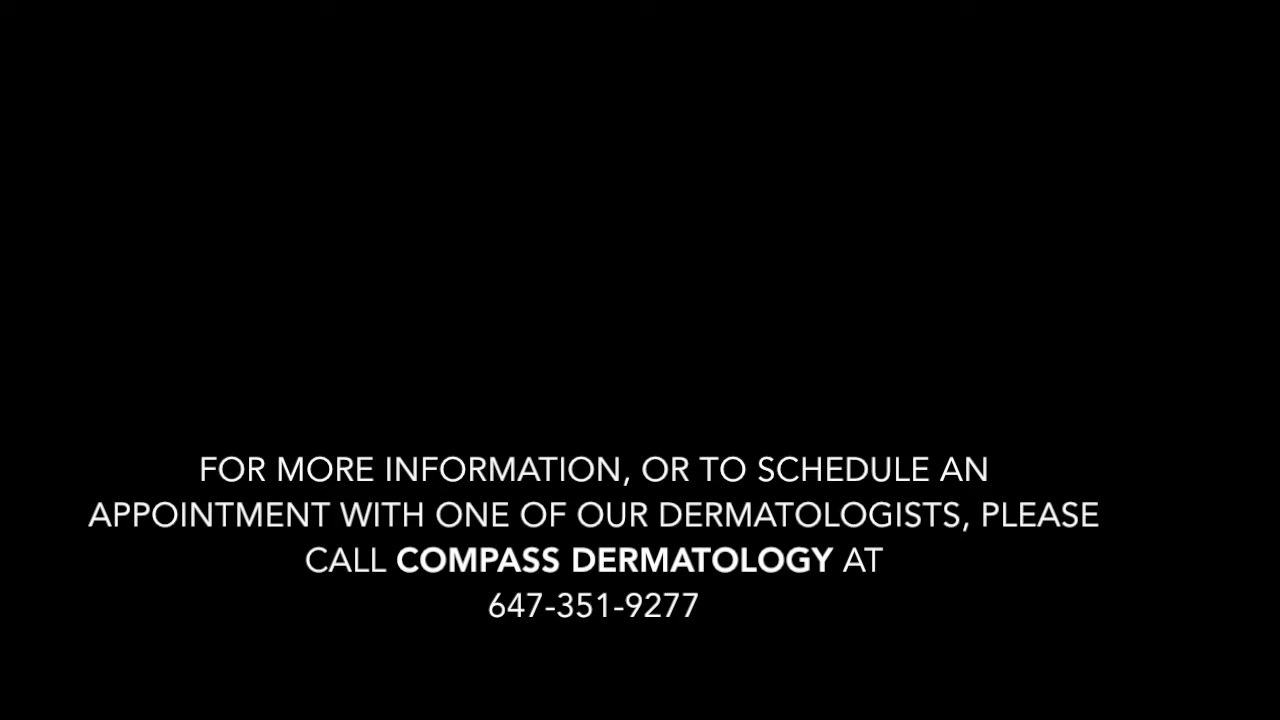 FOR MORE INFORMATION, OR TO SCHEDULE AN
APPOINTMENT WITH ONE OF OUR DERMATOLOGISTS, PLEASE
CALL COMPASS DERMATOLOGY AT
647-351-9277